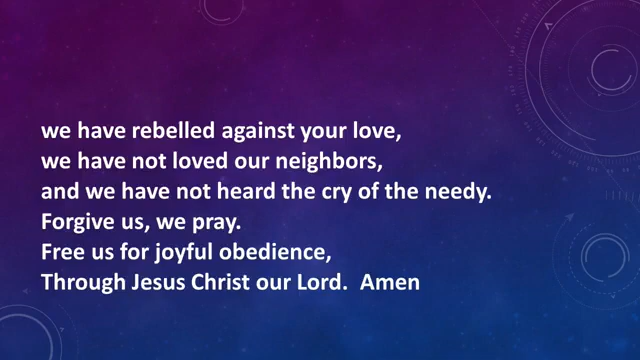 we have rebelled against your love,
we have not loved our neighbors,
and we have not heard the cry of the needy.
Forgive us, we pray.
Free us for joyful obedience,
Through Jesus Christ our Lord.  Amen